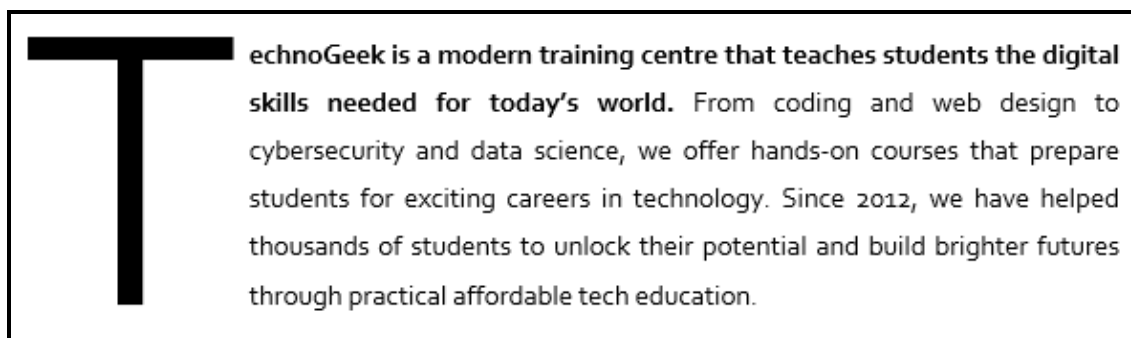 TechnoGeek is a modern training centre that teaches students the digital
skills needed for today’s world. From coding and web design to
cybersecurity and data science, we offer hands-on courses that prepare
students for exciting careers in technology. Since 2012, we have helped
thousands of students to unlock their potential and build brighter futures
through practical affordable tech education.